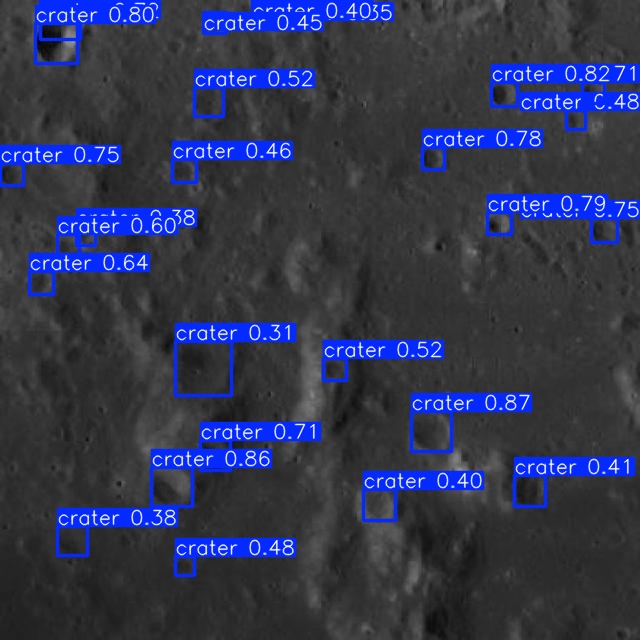 crater 0.80
crater 0.40
crater 0.45
crater 0.52
crater 0.82
crater 0.48
crater 0.78
crater 0.75
crater 0.46
crater 0.79
crater 0.60
crater 0.64
crater 0.31
crater 0.52
crater 0.87
crater 0.71
crater 0.86
crater 0.41
crater 0.40
crater 0.38
crater 0.48